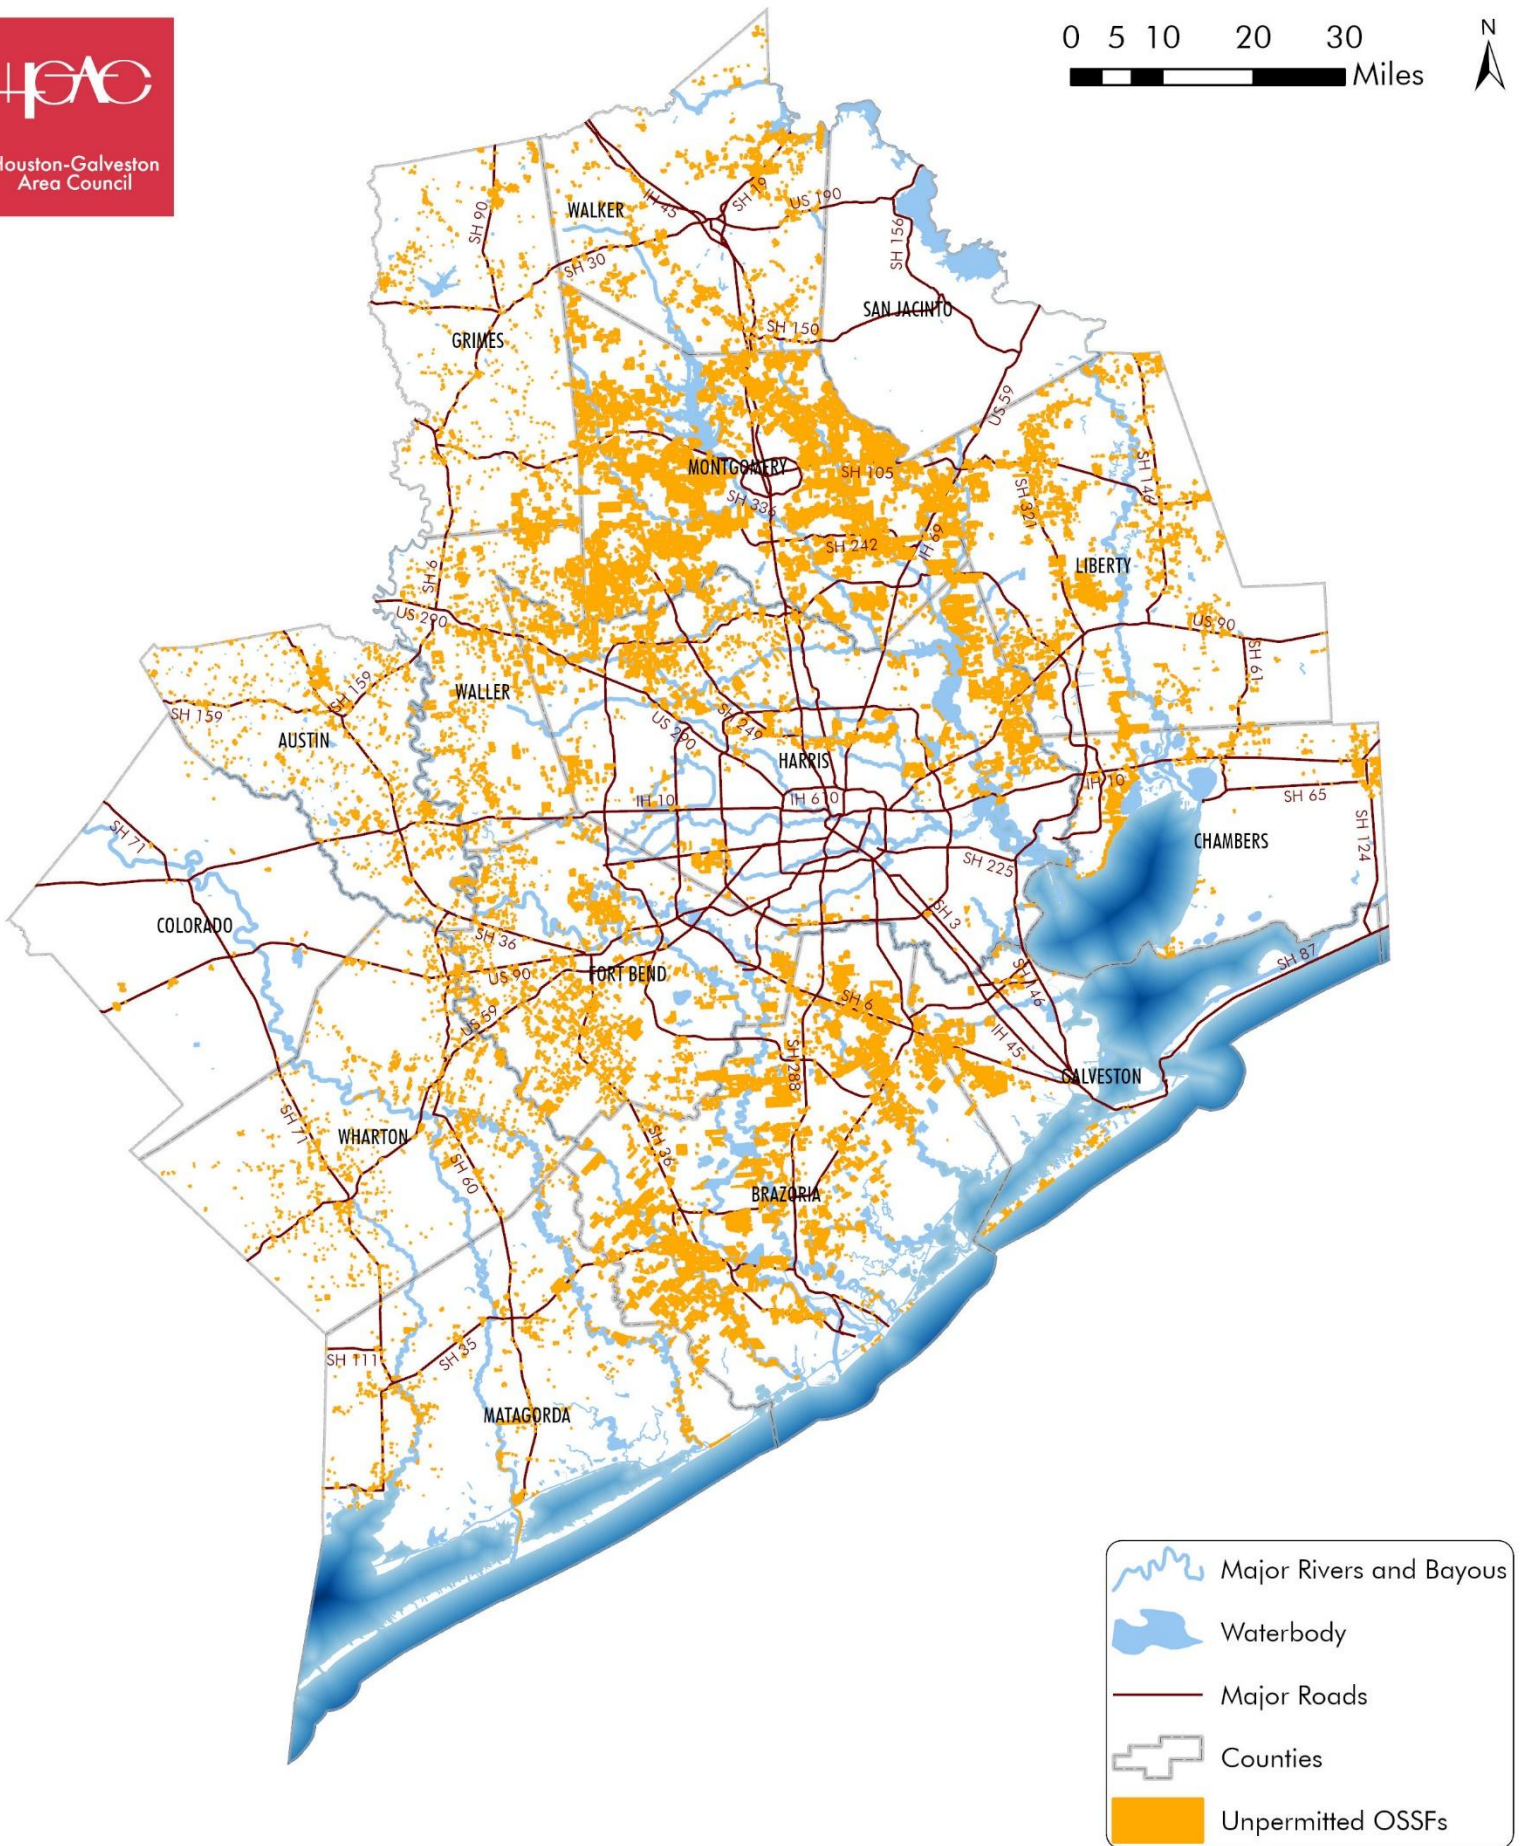 HGAC
Houston-Galveston
Area Council
0 5 10 20 30
Miles
N
WALKER
IH 45
SH 19
US 190
SH 90
SH 156
SH 30
SAN JACINTO
SH 150
GRIMES
US 59
MONTGOMERY
SH 105
SH 146
SH 336
SH 321
SH 242
IH 69
LIBERTY
SH 6
US 290
US 90
SH 61
SH 159
WALLER
SH 159
AUSTIN
SH 249
US 290
HARRIS
IH 10
IH 10
IH 610
SH 65
SH 71
SH 124
CHAMBERS
SH 225
COLORADO
SH 3
SH 36
SH 87
US 90
FORT BEND
SH 146
SH 6
US 59
IH 45
SH 288
GALVESTON
SH 71
WHARTON
SH 36
SH 60
BRAZORIA
SH 111
SH 35
MATAGORDA
Major Rivers and Bayous
Waterbody
Major Roads
Counties
Unpermitted OSSFs